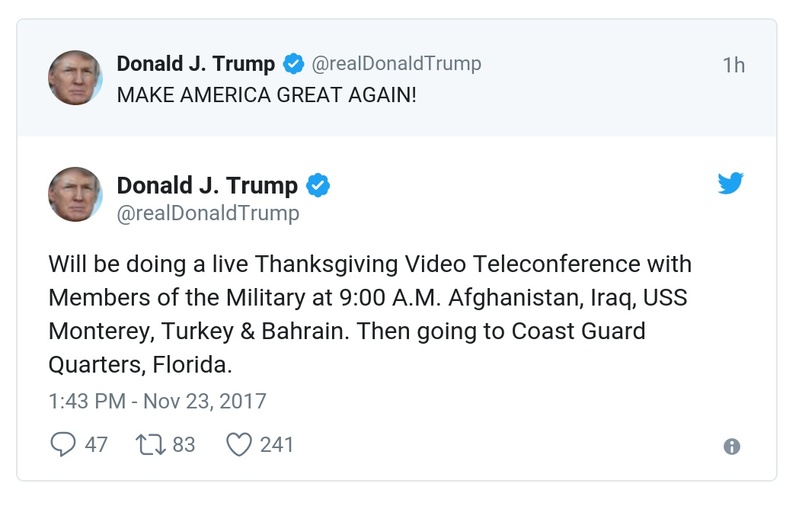 Donald J. Trump @realDonaldTrump 1h
MAKE AMERICA GREAT AGAIN!
Donald J. Trump
@realDonaldTrump
Will be doing a live Thanksgiving Video Teleconference with
Members of the Military at 9:00 A.M. Afghanistan, Iraq, USS
Monterey, Turkey & Bahrain. Then going to Coast Guard
Quarters, Florida.
1:43 PM - Nov 23, 2017
47 83 241